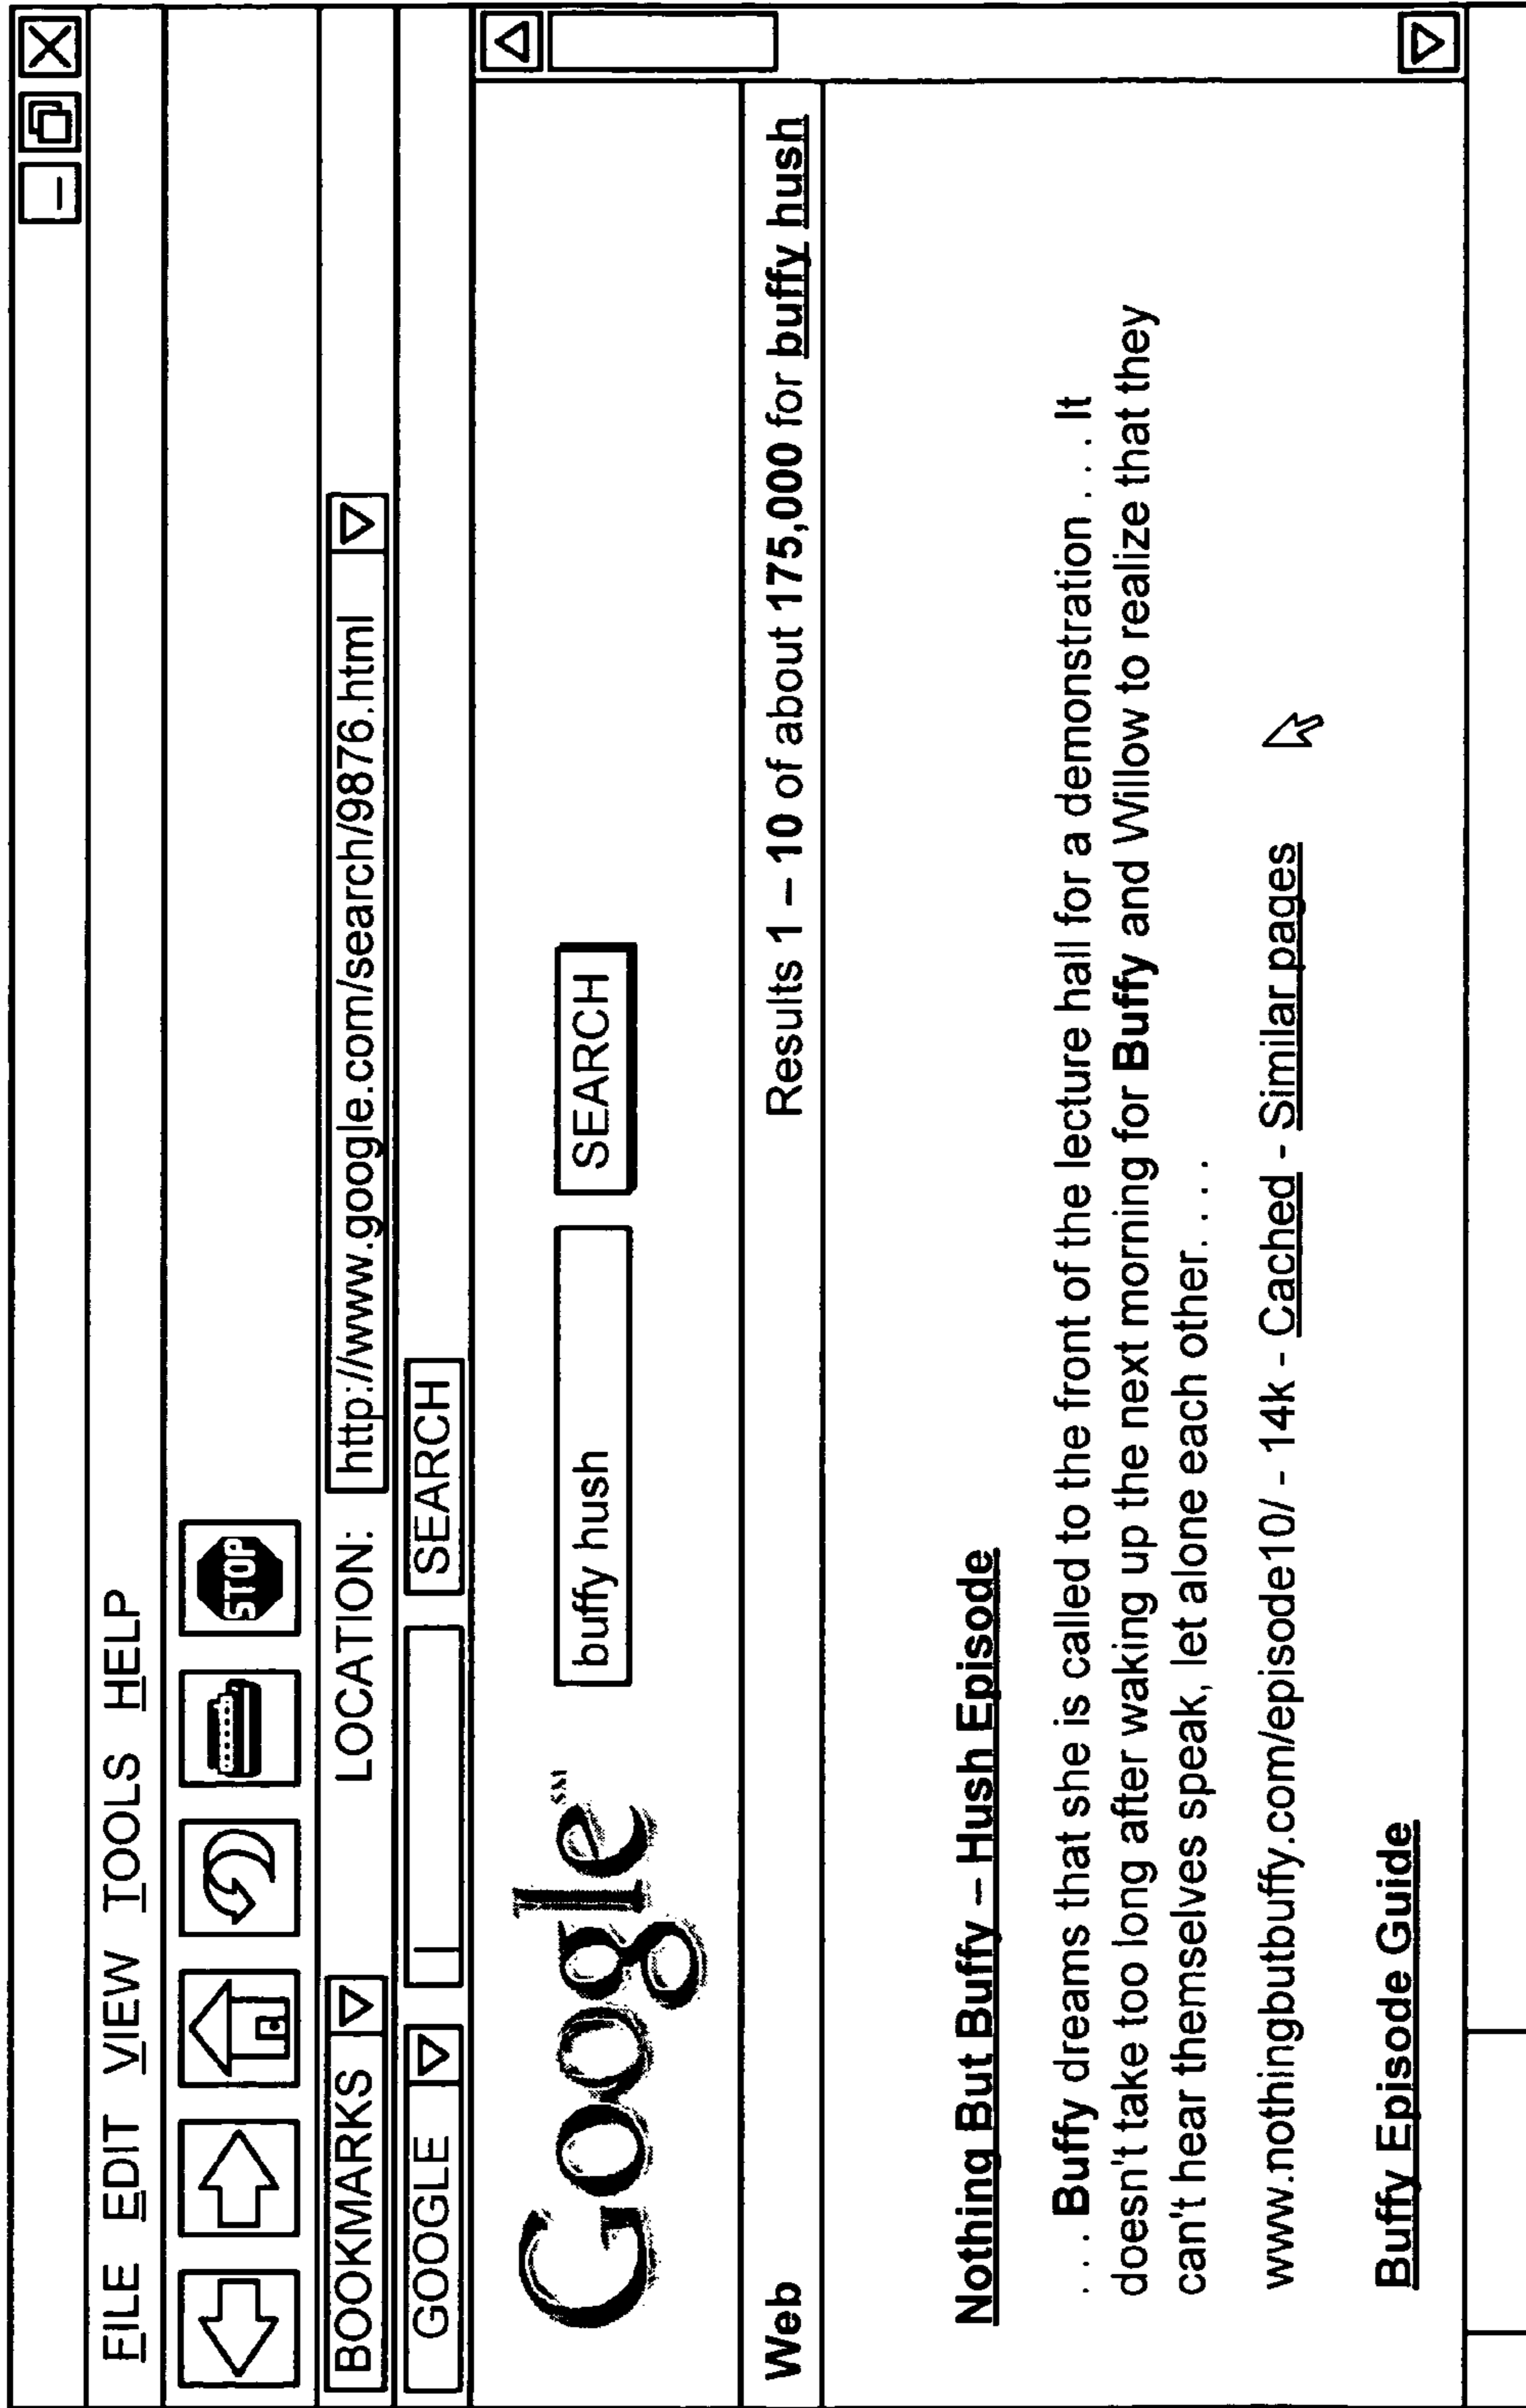 FILE EDIT VIEW TOOLS HELP
STOP
BOOKMARKS LOCATION: http://www.google.com/search/9876.html
GOOGLE SEARCH
Google℠ buffy hush SEARCH
Web Results 1 – 10 of about 175,000 for buffy hush
Nothing But Buffy – Hush Episode
. . . Buffy dreams that she is called to the front of the lecture hall for a demonstration . . . It
doesn't take too long after waking up the next morning for Buffy and Willow to realize that they
can't hear themselves speak, let alone each other. . . .
www.nothingbutbuffy.com/episode10/ - 14k - Cached - Similar pages
Buffy Episode Guide